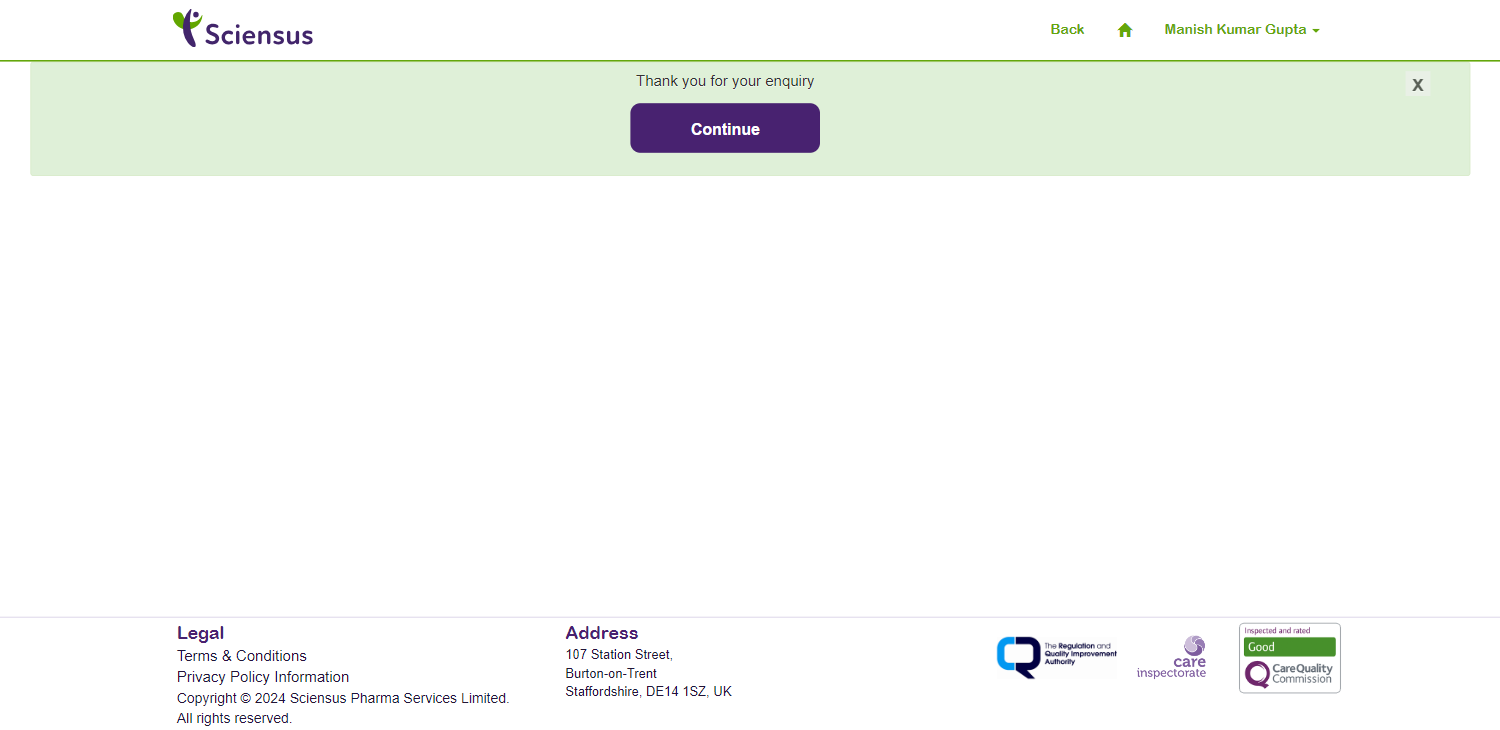 Sciensus
Back
Manish Kumar Gupta
Thank you for your enquiry
X
Continue
Legal
Terms & Conditions
Privacy Policy Information
Copyright © 2024 Sciensus Pharma Services Limited.
All rights reserved.
Address
107 Station Street,
Burton-on-Trent
Staffordshire, DE14 1SZ, UK
The Regulation and
Quality Improvement
Authority
care
inspectorate
Inspected and rated
Good
CareQuality
Commission